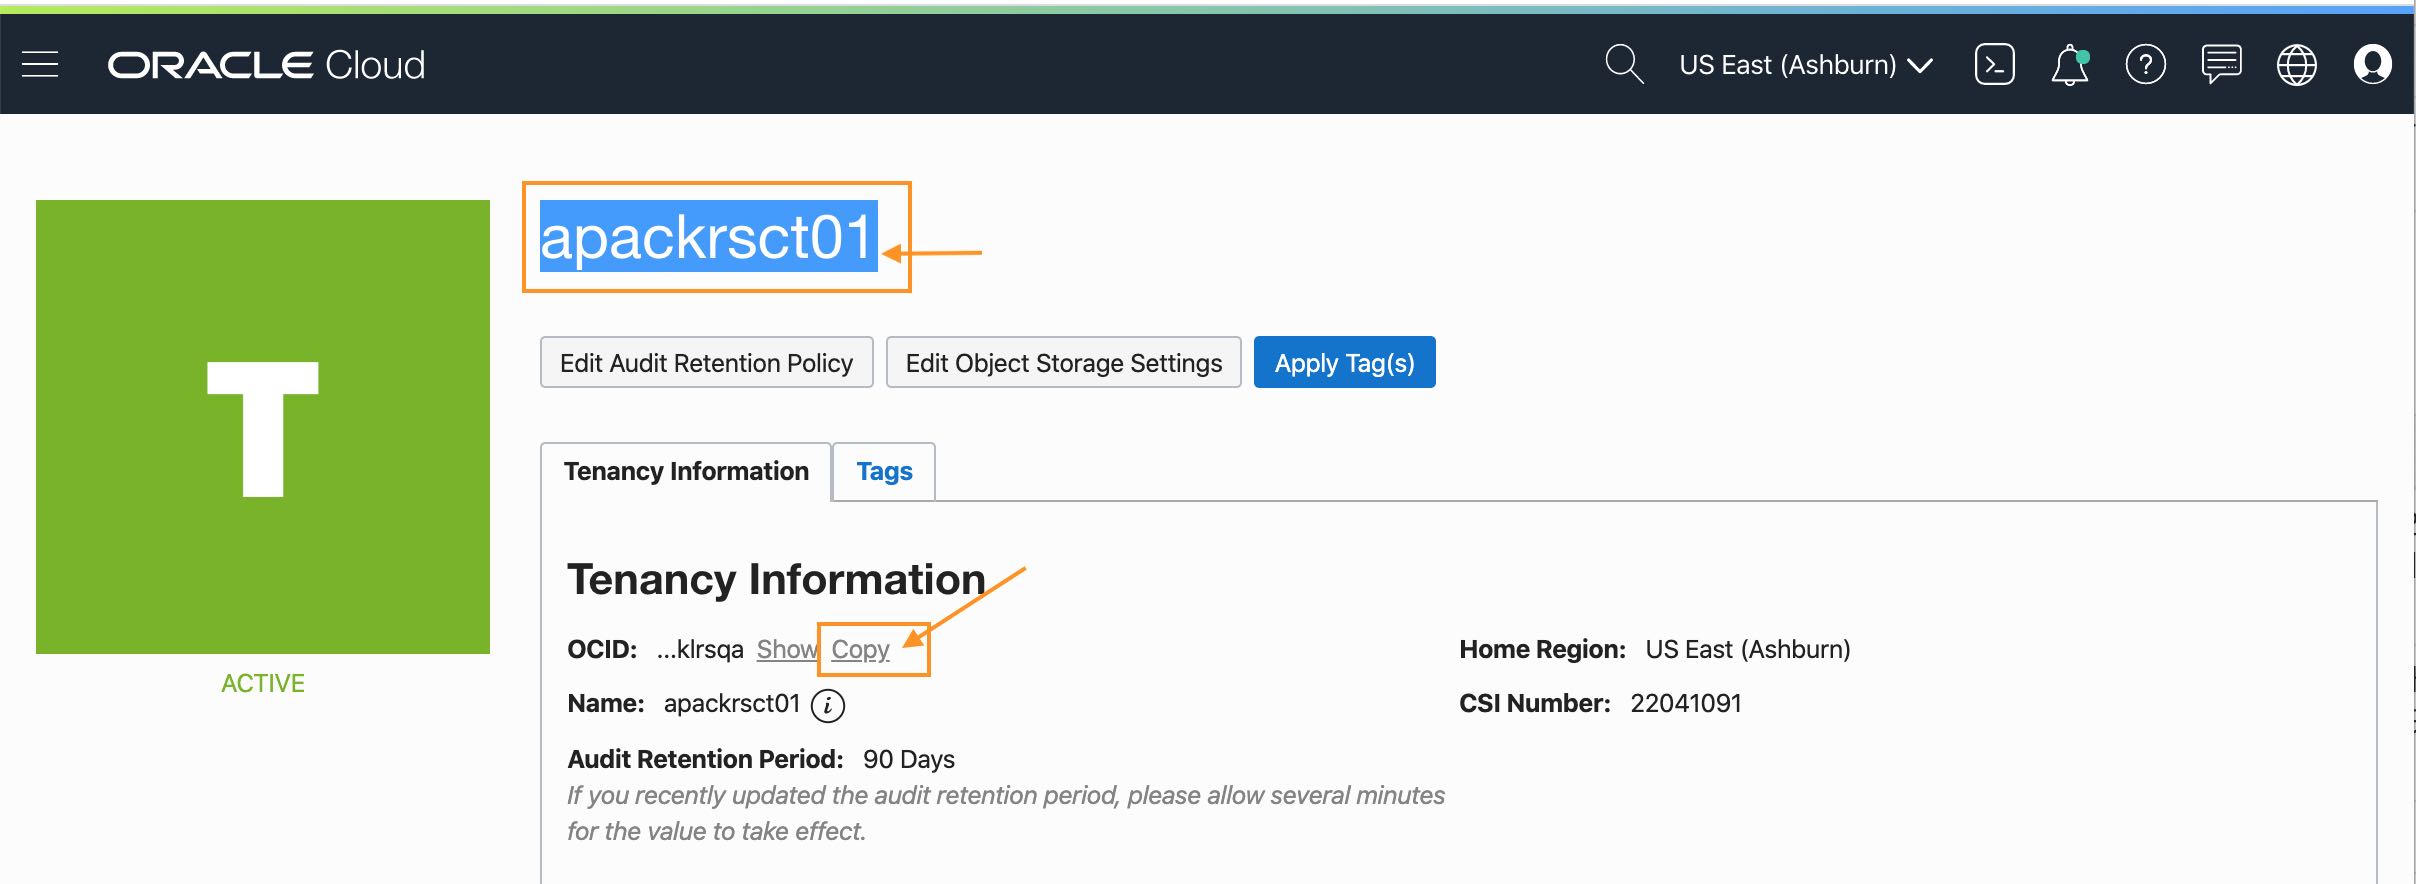 ORACLE Cloud
US East (Ashburn)
apackrsct01
Edit Audit Retention Policy Edit Object Storage Settings Apply Tag(s)
T
ACTIVE
Tenancy Information Tags
Tenancy Information
OCID: ...klrsqa Show Copy
Home Region: US East (Ashburn)
Name: apackrsct01
CSI Number: 22041091
Audit Retention Period: 90 Days
If you recently updated the audit retention period, please allow several minutes
for the value to take effect.